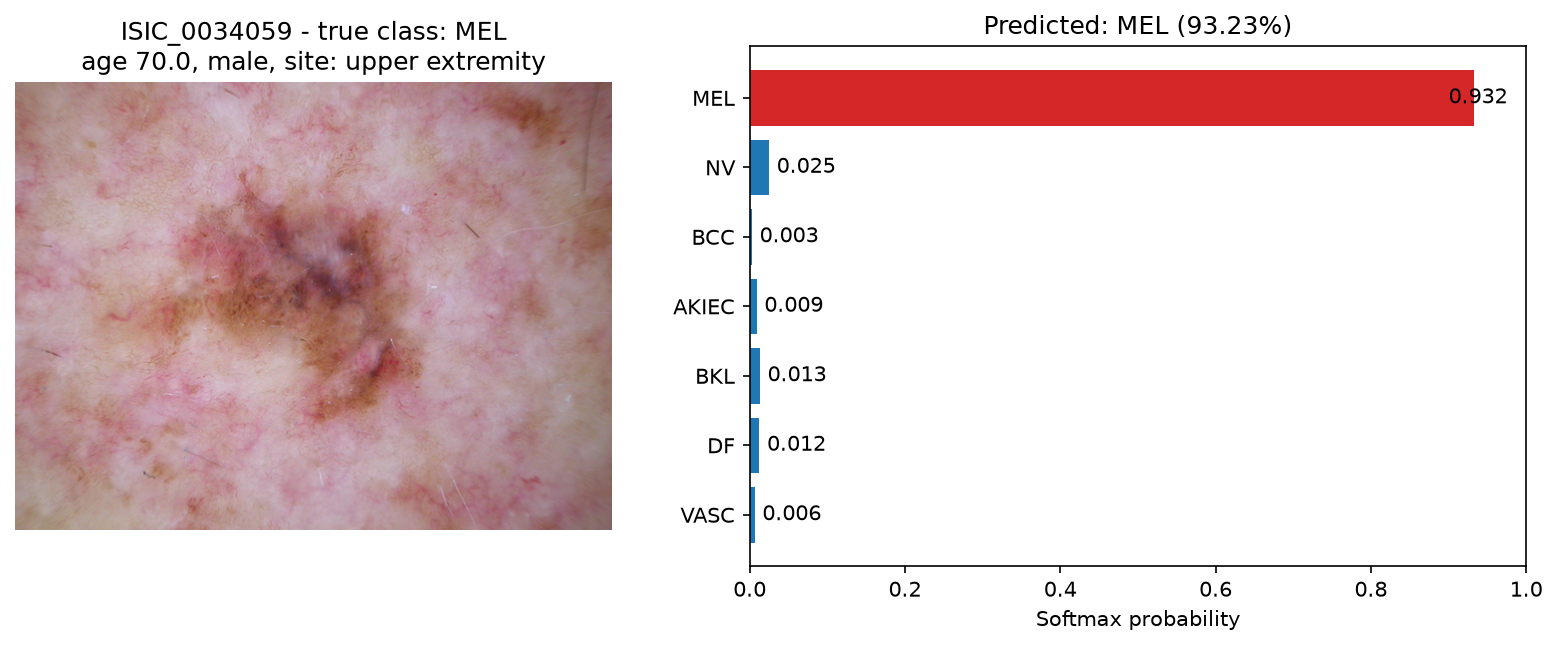 ISIC_0034059 - true class: MEL
age 70.0, male, site: upper extremity
Predicted: MEL (93.23%)
MEL
0.932
NV
0.025
BCC
0.003
AKIEC
0.009
BKL
0.013
DF
0.012
VASC
0.006
0.0 0.2 0.4 0.6 0.8 1.0
Softmax probability